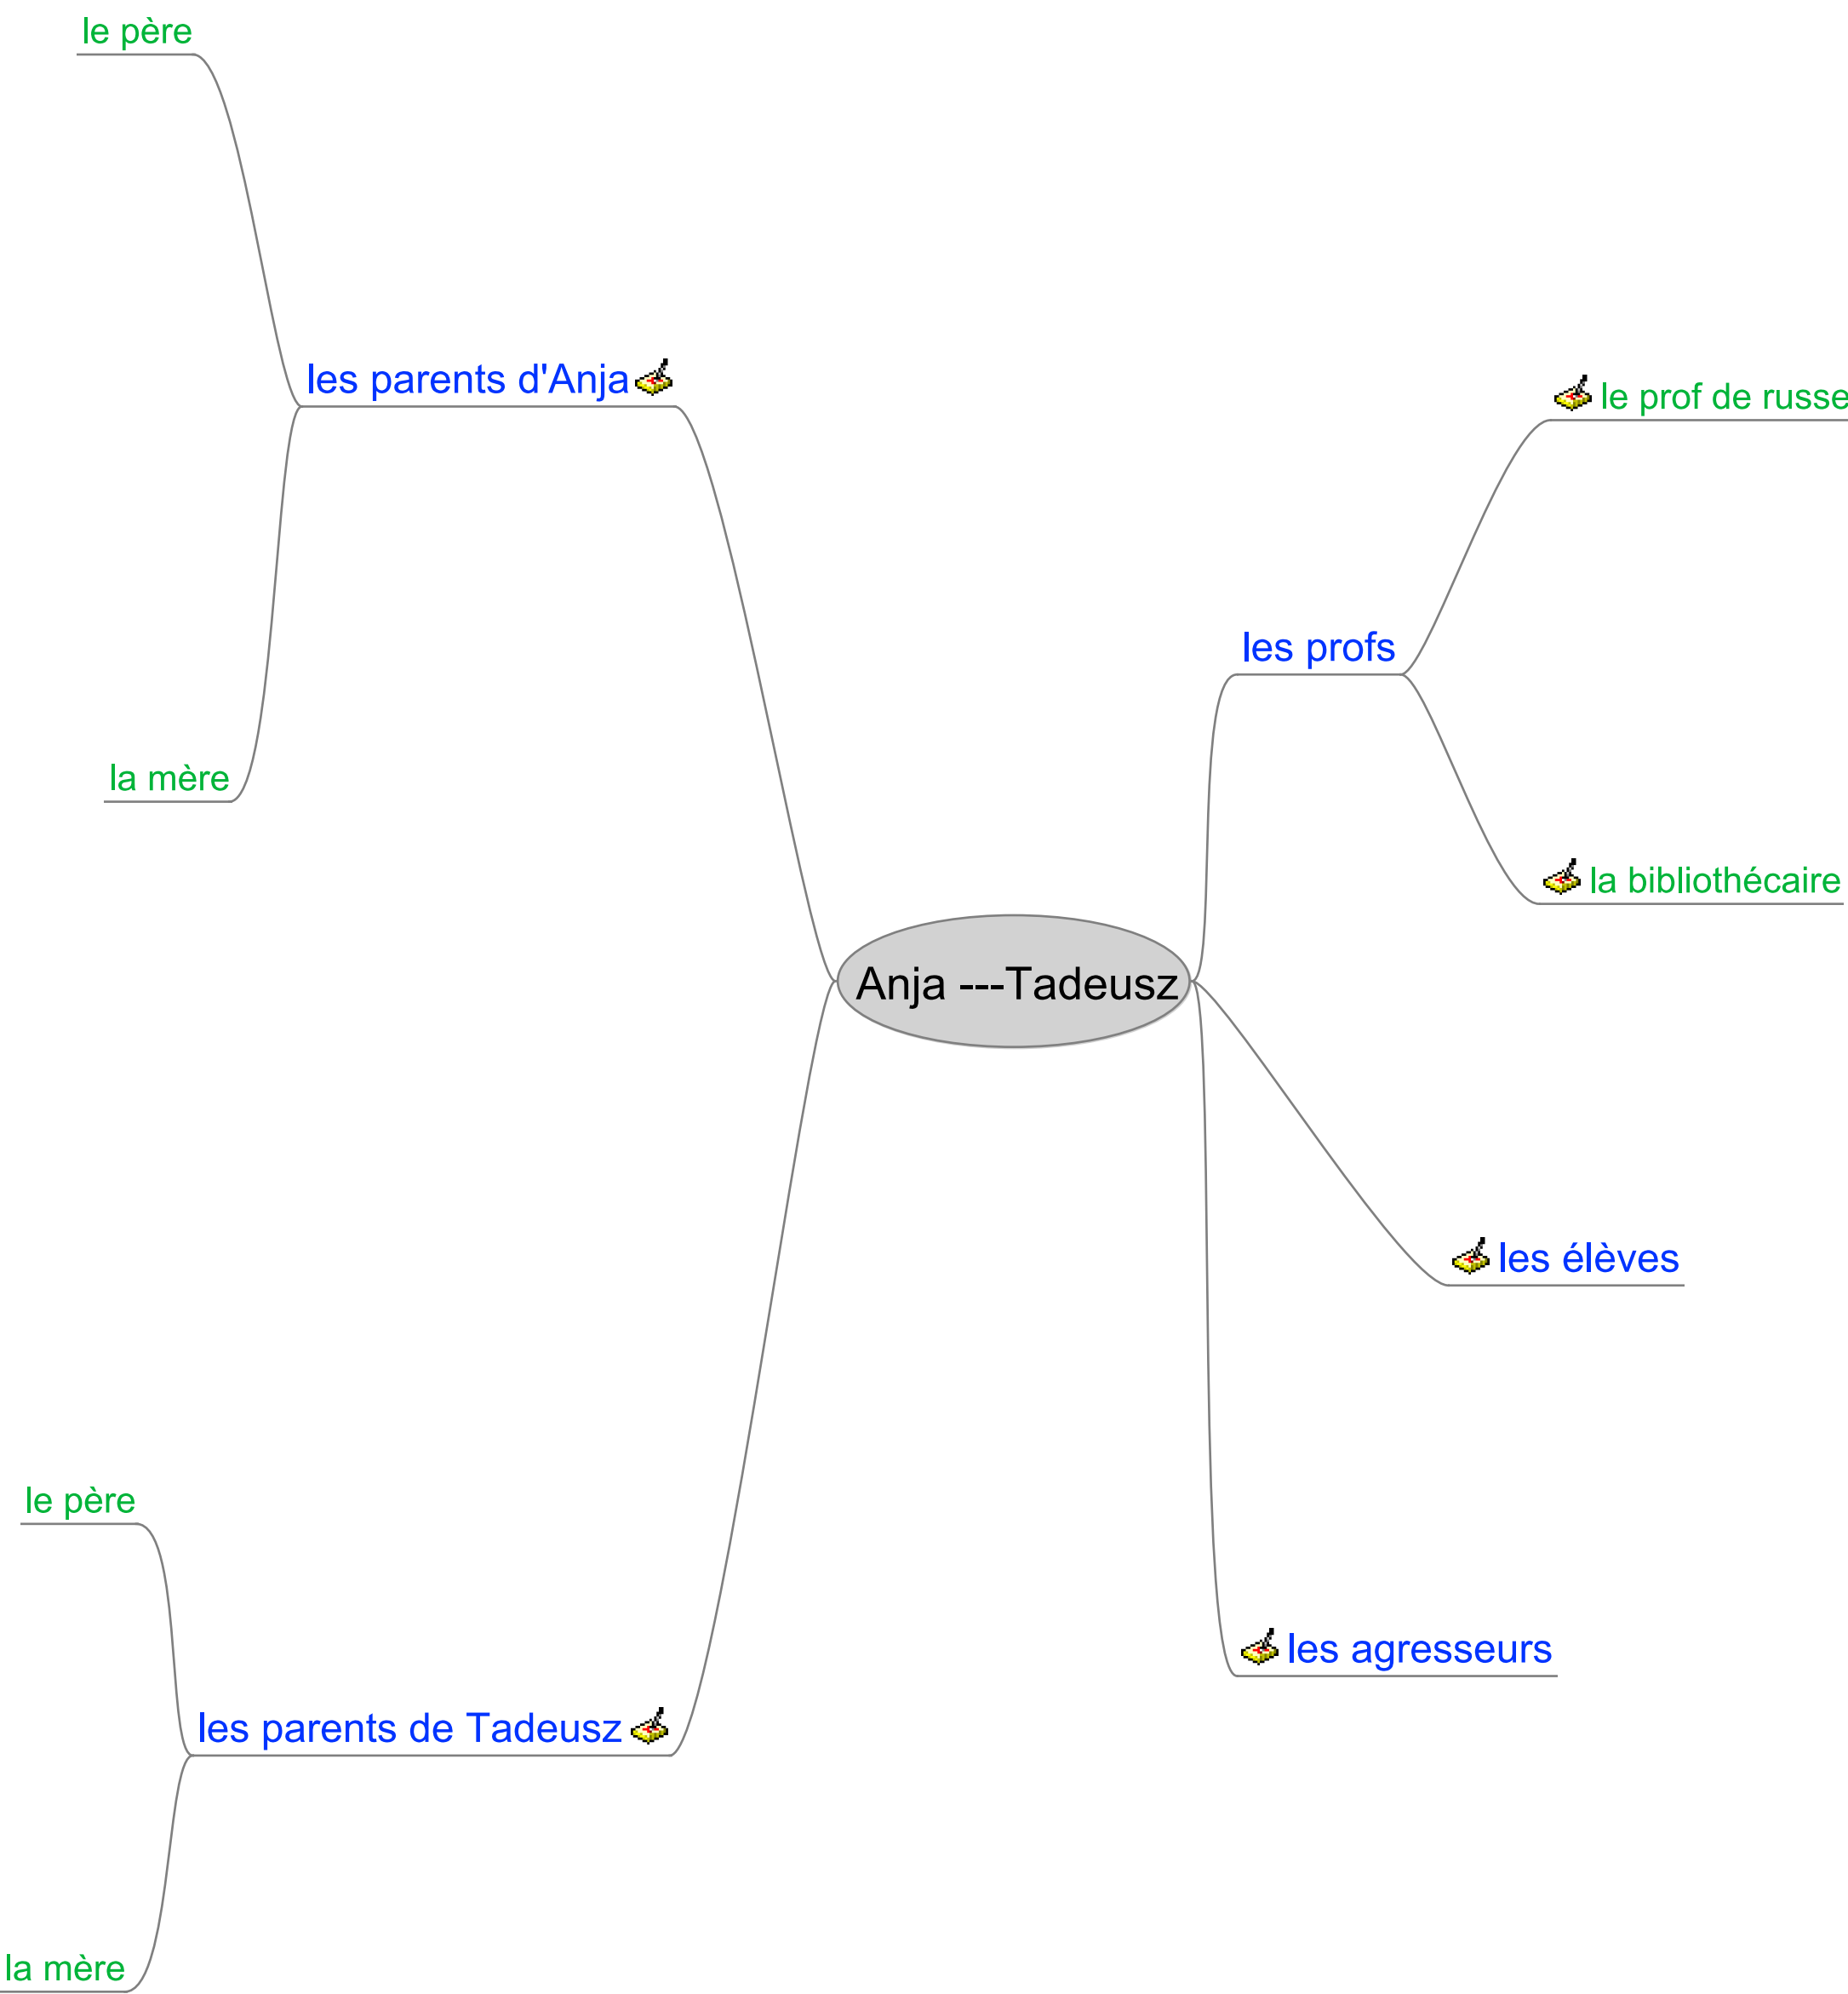 le père
les parents d'Anja
la mère
Anja ---Tadeusz
le père
les parents de Tadeusz
la mère
le prof de russe
les profs
la bibliothécaire
les élèves
les agresseurs